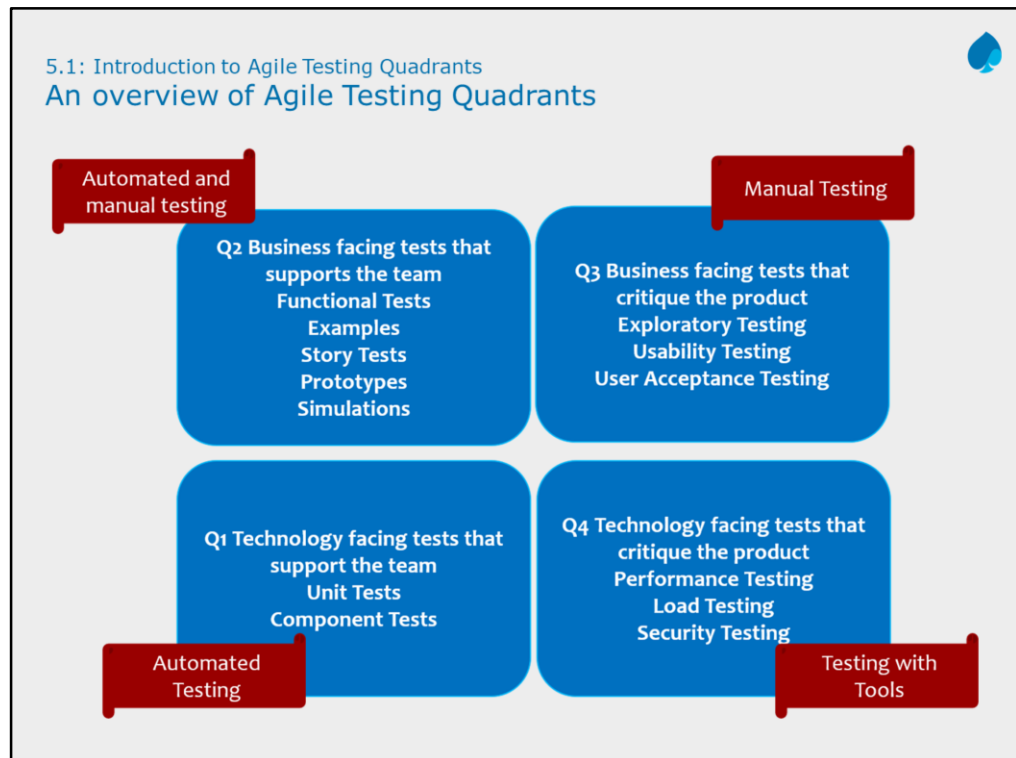 5.1: Introduction to Agile Testing Quadrants
An overview of Agile Testing Quadrants
Automated and
manual testing
Manual Testing
Q2 Business facing tests that
supports the team
Functional Tests
Examples
Story Tests
Prototypes
Simulations
Q3 Business facing tests that
critique the product
Exploratory Testing
Usability Testing
User Acceptance Testing
Q1 Technology facing tests that
support the team
Unit Tests
Component Tests
Q4 Technology facing tests that
critique the product
Performance Testing
Load Testing
Security Testing
Automated
Testing
Testing with
Tools